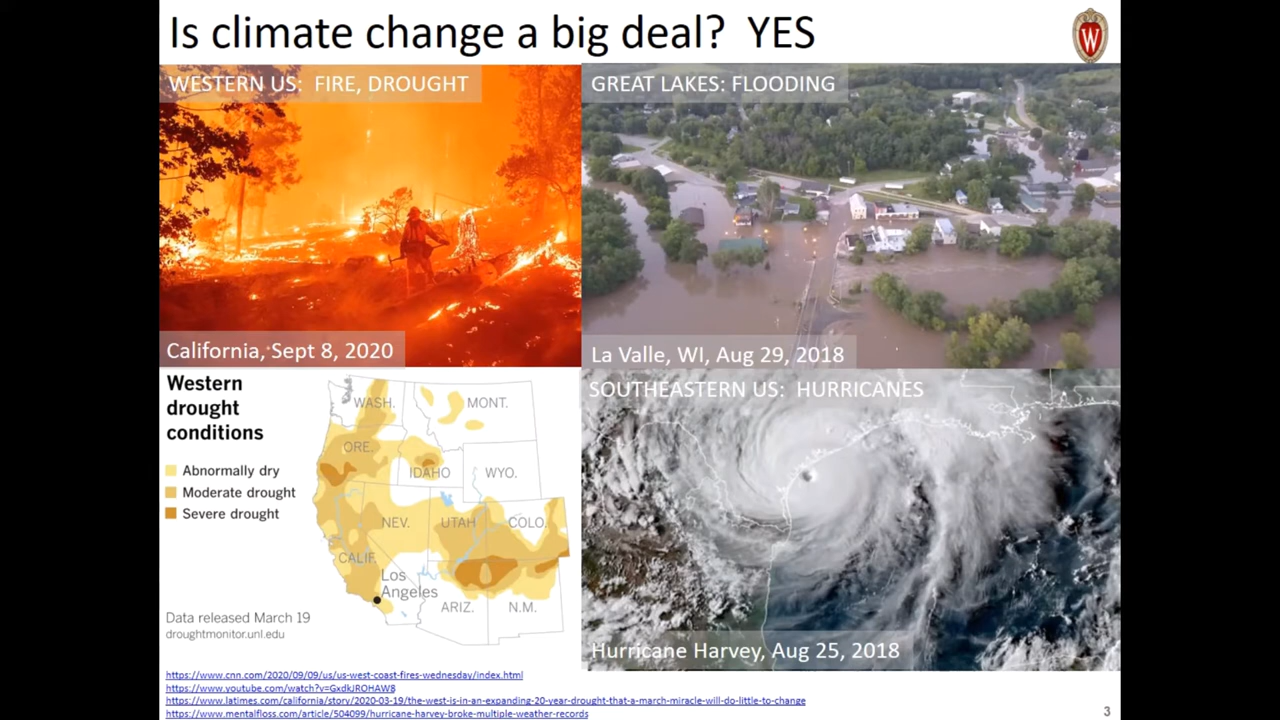 Is climate change a big deal? YES
W
WESTERN US: FIRE, DROUGHT
California, Sept 8, 2020
GREAT LAKES: FLOODING
La Valle, WI, Aug 29, 2018
Western
drought
conditions
Abnormally dry
Moderate drought
Severe drought
WASH.
MONT.
ORE.
IDAHO
WYO.
NEV.
UTAH
COLO.
CALIF.
Los
Angeles
ARIZ.
N.M.
Data released March 19
droughtmonitor.unl.edu
SOUTHEASTERN US: HURRICANES
Hurricane Harvey, Aug 25, 2018
https://www.cnn.com/2020/09/09/us/us-west-coast-fires-wednesday/index.html
https://www.youtube.com/watch?v=GxdkJROHAW8
https://www.latimes.com/california/story/2020-03-19/the-west-is-in-an-expanding-20-year-drought-that-a-march-miracle-will-do-little-to-change
https://www.mentalfloss.com/article/504099/hurricane-harvey-broke-multiple-weather-records
3